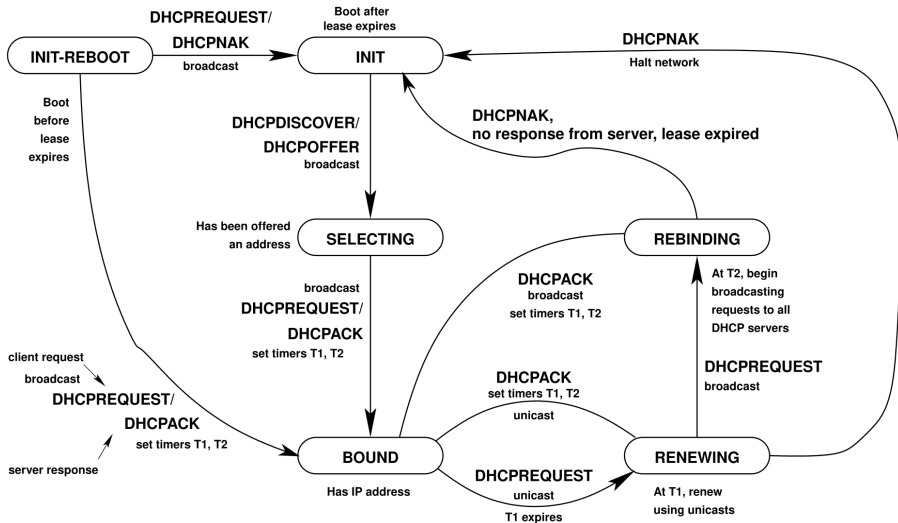 DHCPREQUEST/
DHCPNAK
broadcast
Boot after
lease expires
INIT-REBOOT
INIT
DHCPNAK
Halt network
Boot
before
lease
expires
DHCPDISCOVER/
DHCPOFFER
broadcast
DHCPNAK,
no response from server, lease expired
Has been offered
an address
SELECTING
REBINDING
broadcast
DHCPREQUEST/
DHCPACK
set timers T1, T2
DHCPACK
broadcast
set timers T1, T2
At T2, begin
broadcasting
requests to all
DHCP servers
DHCPREQUEST
broadcast
client request
broadcast
DHCPREQUEST/
DHCPACK
set timers T1, T2
server response
DHCPACK
set timers T1, T2
unicast
BOUND
RENEWING
Has IP address
DHCPREQUEST
unicast
T1 expires
At T1, renew
using unicasts